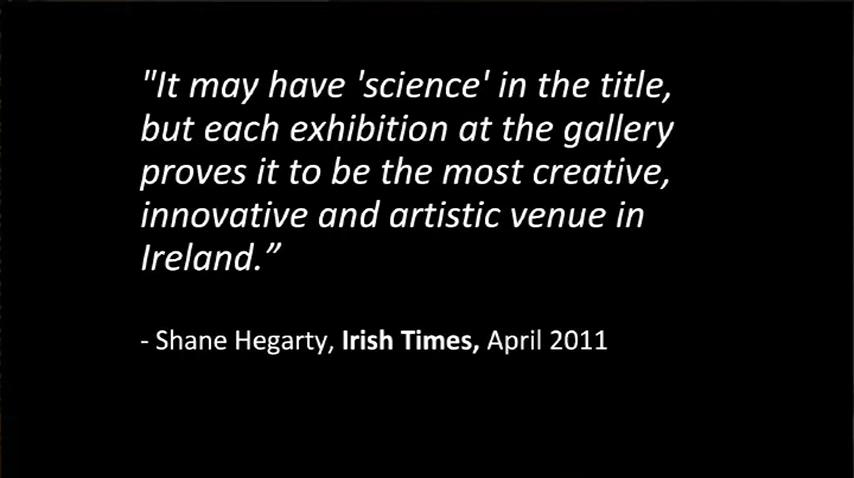 "It may have 'science' in the title,
but each exhibition at the gallery
proves it to be the most creative,
innovative and artistic venue in
Ireland.”
- Shane Hegarty, Irish Times, April 2011